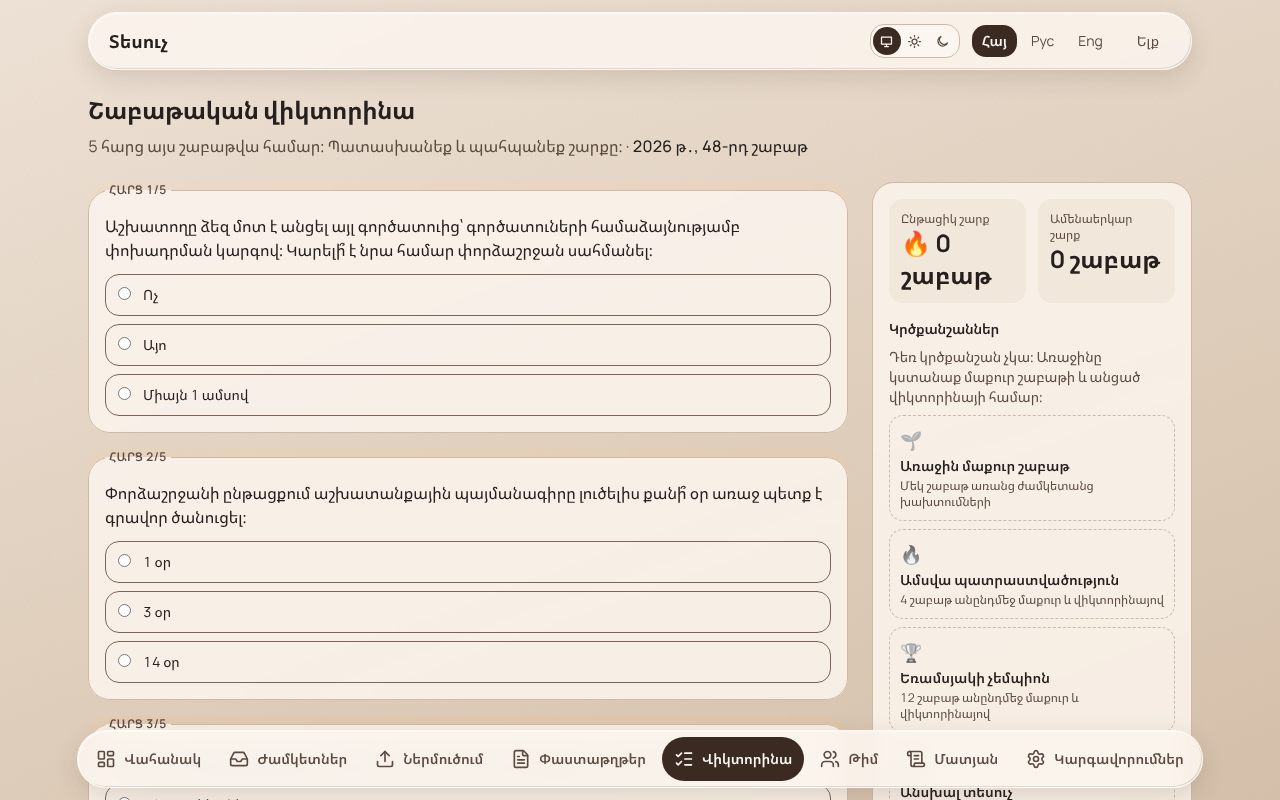 Տեսուչ
Հայ Рус Eng Ելք
Շաբաթական վիկտորինա
5 հարց այս շաբաթվա համար: Պատասխանեք և պահպանեք շարքը: · 2026 թ., 48-րդ շաբաթ
ՀԱՐՑ 1/5
Աշխատողը ձեզ մոտ է անցել այլ գործատուից՝ գործատուների համաձայնությամբ
փոխադրման կարգով: Կարելի՞ է նրա համար փորձաշրջան սահմանել:
Ոչ
Այո
Միայն 1 ամսով
ՀԱՐՑ 2/5
Փորձաշրջանի ընթացքում աշխատանքային պայմանագիրը լուծելիս քանի՞ օր առաջ պետք է
գրավոր ծանուցել:
1 օր
3 օր
14 օր
ՀԱՐՑ 3/5
Ընթացիկ շարք
🔥 0
շաբաթ
Ամենաերկար
շարք
0 շաբաթ
Կրծքանշաններ
Դեռ կրծքանշան չկա: Առաջինը
կստանաք մաքուր շաբաթի և անցած
վիկտորինայի համար:
Առաջին մաքուր շաբաթ
Մեկ շաբաթ առանց ժամկետանց
խախտումների
Ամսվա պատրաստվածություն
4 շաբաթ անընդմեջ մաքուր և վիկտորինայով
Եռամսյակի չեմպիոն
12 շաբաթ անընդմեջ մաքուր և
վիկտորինայով
Անսխալ տեսուչ
Վահանակ Ժամկետներ Ներմուծում Փաստաթղթեր Վիկտորինա Թիմ Մատյան Կարգավորումներ